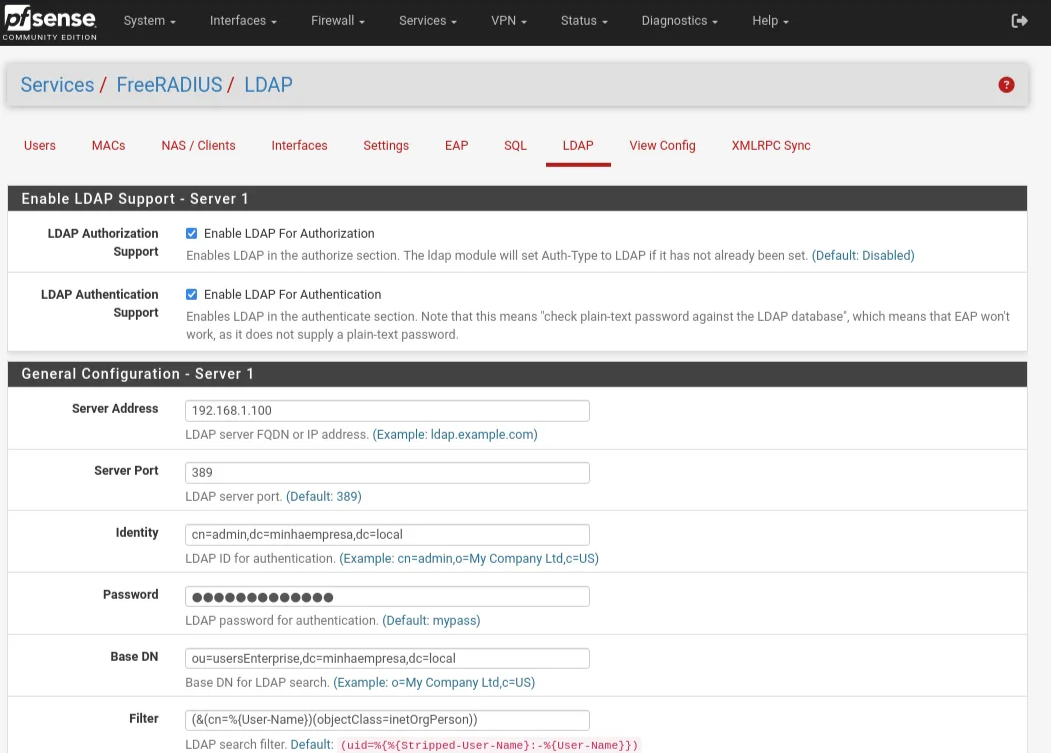 pfsense
COMMUNITY EDITION
System Interfaces Firewall Services VPN Status Diagnostics Help
Services / FreeRADIUS / LDAP
?
Users MACs NAS / Clients Interfaces Settings EAP SQL LDAP View Config XMLRPC Sync
Enable LDAP Support - Server 1
LDAP Authorization Support
Enable LDAP For Authorization
Enables LDAP in the authorize section. The ldap module will set Auth-Type to LDAP if it has not already been set. (Default: Disabled)
LDAP Authentication Support
Enable LDAP For Authentication
Enables LDAP in the authenticate section. Note that this means "check plain-text password against the LDAP database", which means that EAP won't
work, as it does not supply a plain-text password.
General Configuration - Server 1
Server Address
192.168.1.100
LDAP server FQDN or IP address. (Example: ldap.example.com)
Server Port
389
LDAP server port. (Default: 389)
Identity
cn=admin,dc=minhaempresa,dc=local
LDAP ID for authentication. (Example: cn=admin,o=My Company Ltd,c=US)
Password
●●●●●●●●●●●●●
LDAP password for authentication. (Default: mypass)
Base DN
ou=usersEnterprise,dc=minhaempresa,dc=local
Base DN for LDAP search. (Example: o=My Company Ltd,c=US)
Filter
(&(cn=%{User-Name})(objectClass=inetOrgPerson))
LDAP search filter. Default: (uid=%{%{Stripped-User-Name}:-%{User-Name}})